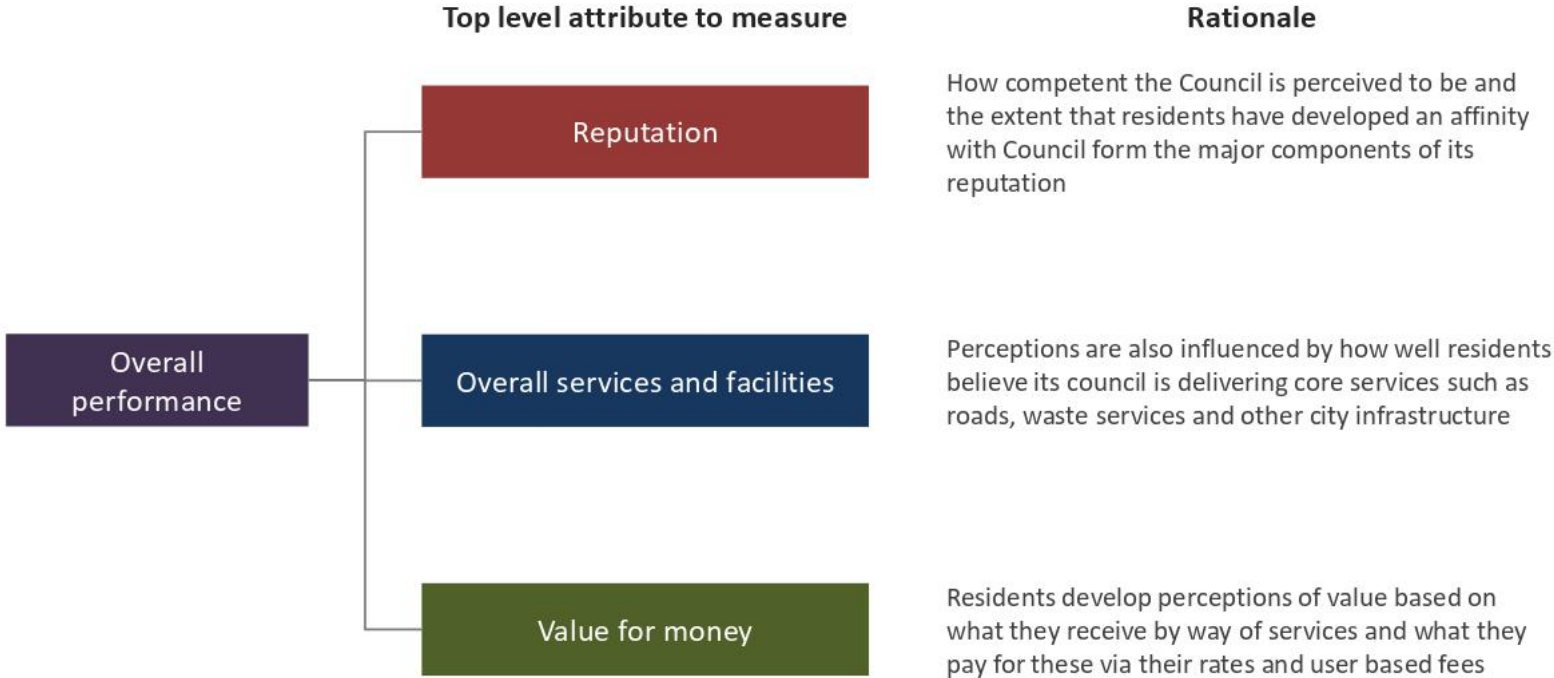 Top level attribute to measure
Rationale
Reputation
How competent the Council is perceived to be and
the extent that residents have developed an affinity
with Council form the major components of its
reputation
Overall
performance
Overall services and facilities
Perceptions are also influenced by how well residents
believe its council is delivering core services such as
roads, waste services and other city infrastructure
Value for money
Residents develop perceptions of value based on
what they receive by way of services and what they
pay for these via their rates and user based fees